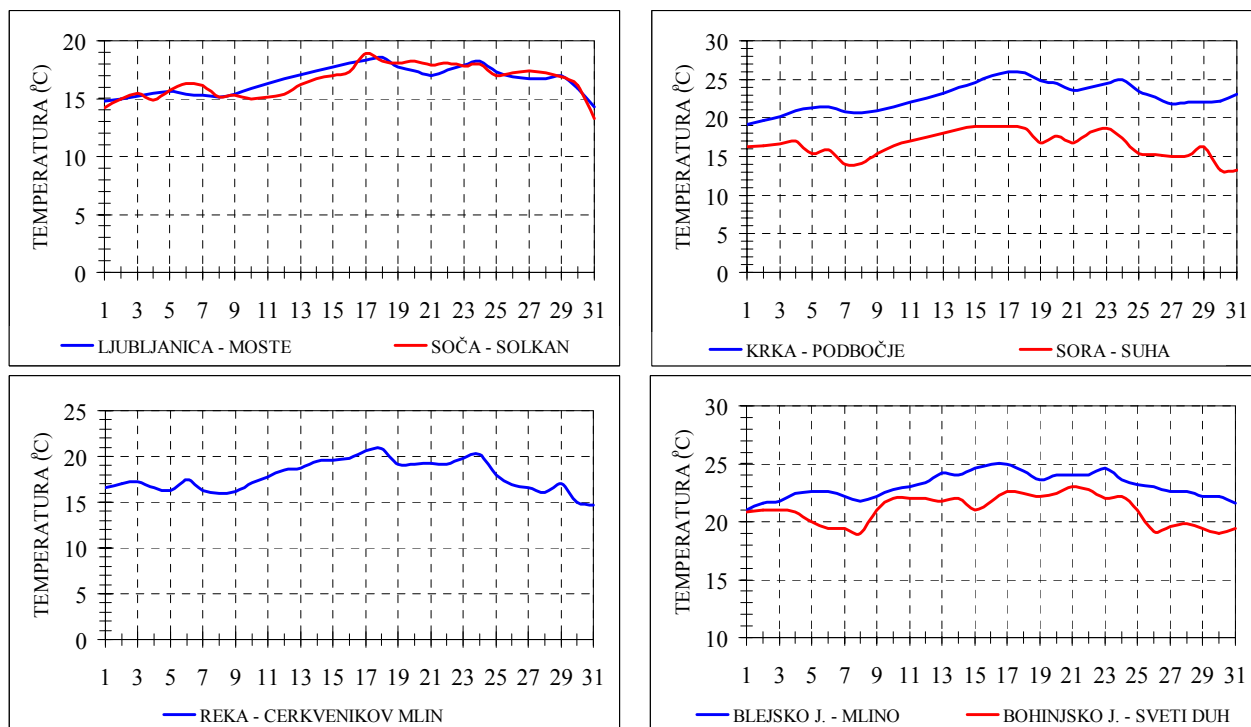 TEMPERATURA (⁰C)
20
15
10
5
0
1 3 5 7 9 11 13 15 17 19 21 23 25 27 29 31
LJUBLJANICA - MOSTE SOČA - SOLKAN
TEMPERATURA (⁰C)
30
25
20
15
10
5
0
1 3 5 7 9 11 13 15 17 19 21 23 25 27 29 31
KRKA - PODBOČJE SORA - SUHA
TEMPERATURA (⁰C)
25
20
15
10
5
0
1 3 5 7 9 11 13 15 17 19 21 23 25 27 29 31
REKA - CERKVENIKOV MLIN
TEMPERATURA (⁰C)
30
25
20
15
10
1 3 5 7 9 11 13 15 17 19 21 23 25 27 29 31
BLEJSKO J. - MLINO BOHINJSKO J. - SVETI DUH